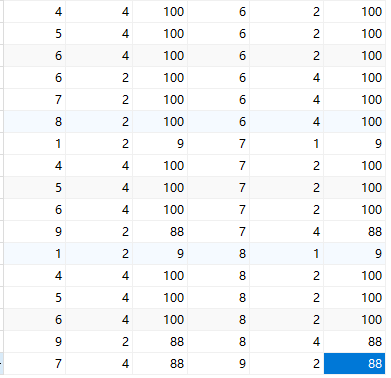 4 4 100 6 2 100
5 4 100 6 2 100
6 4 100 6 2 100
6 2 100 6 4 100
7 2 100 6 4 100
8 2 100 6 4 100
1 2 9 7 1 9
4 4 100 7 2 100
5 4 100 7 2 100
6 4 100 7 2 100
9 2 88 7 4 88
1 2 9 8 1 9
4 4 100 8 2 100
5 4 100 8 2 100
6 4 100 8 2 100
9 2 88 8 4 88
7 4 88 9 2 88